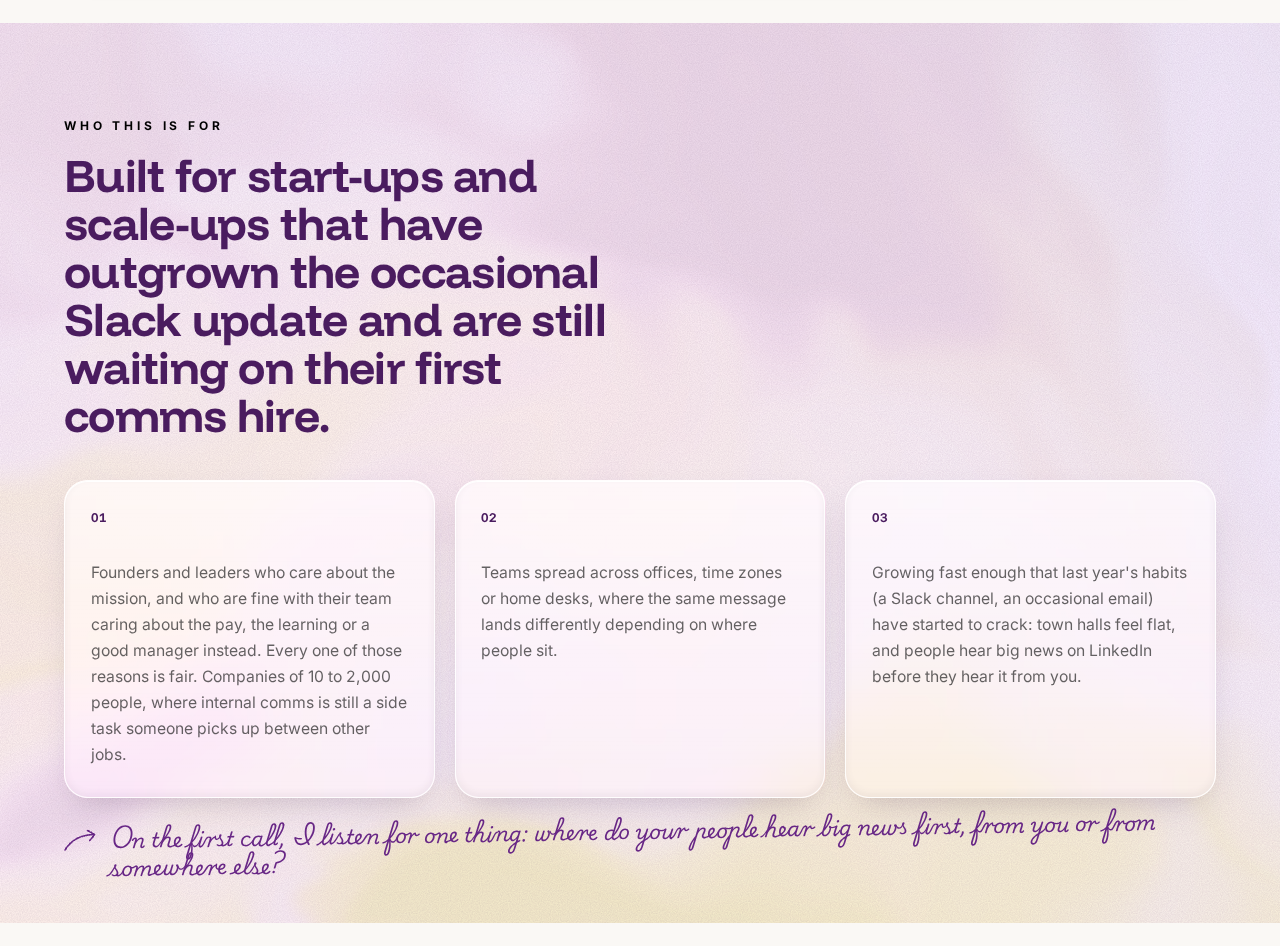 WHO THIS IS FOR
Built for start-ups and
scale-ups that have
outgrown the occasional
Slack update and are still
waiting on their first
comms hire.
01
Founders and leaders who care about the
mission, and who are fine with their team
caring about the pay, the learning or a
good manager instead. Every one of those
reasons is fair. Companies of 10 to 2,000
people, where internal comms is still a side
task someone picks up between other
jobs.
02
Teams spread across offices, time zones
or home desks, where the same message
lands differently depending on where
people sit.
03
Growing fast enough that last year's habits
(a Slack channel, an occasional email)
have started to crack: town halls feel flat,
and people hear big news on LinkedIn
before they hear it from you.
On the first call, I listen for one thing: where do your people hear big news first, from you or from
somewhere else?